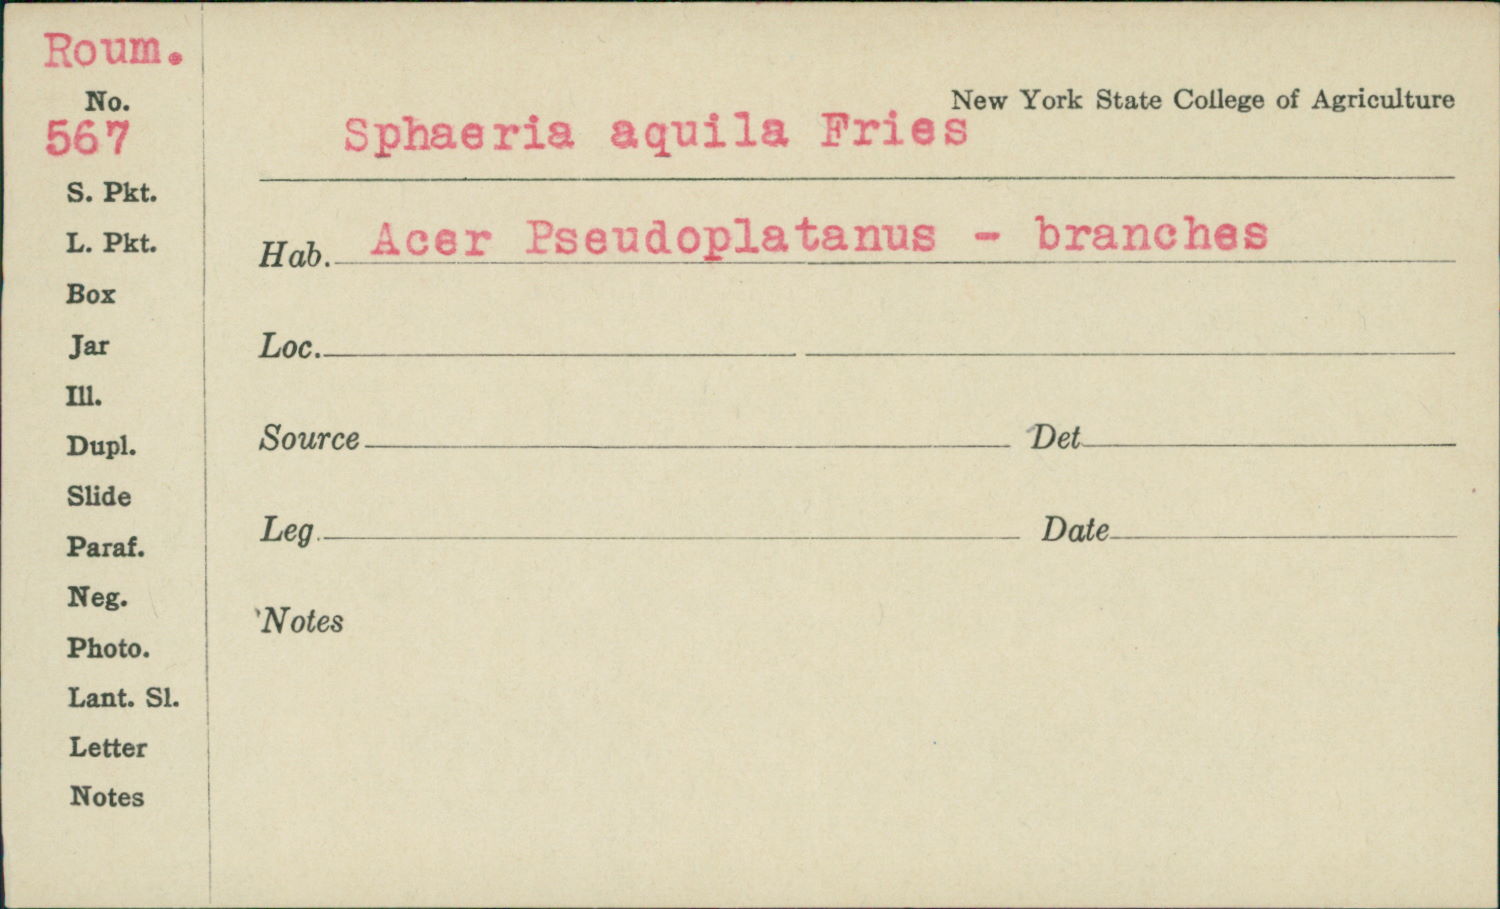 Roum.
No.
567
S. Pkt.
L. Pkt.
Box
Jar
Ill.
Dupl.
Slide
Paraf.
Neg.
Photo.
Lant. Sl.
Letter
Notes
New York State College of Agriculture
Sphaeria aquila Fries
Hab. Acer Pseudoplatanus - branches
Loc.
Source Det
Leg. Date
Notes